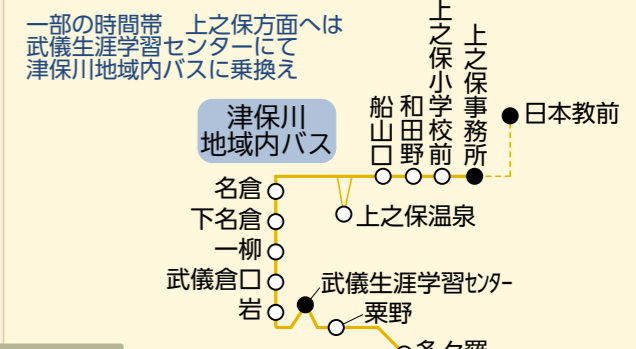 一部の時間帯　上之保方面へは
武儀生涯学習センターにて
津保川地域内バスに乗換え
津保川
地域内バス
船山口
和田野
上之保小学校前
上之保事務所
日本教前
上之保温泉
名倉
下名倉
一柳
武儀倉口
岩
武儀生涯学習センター
粟野
多々羅